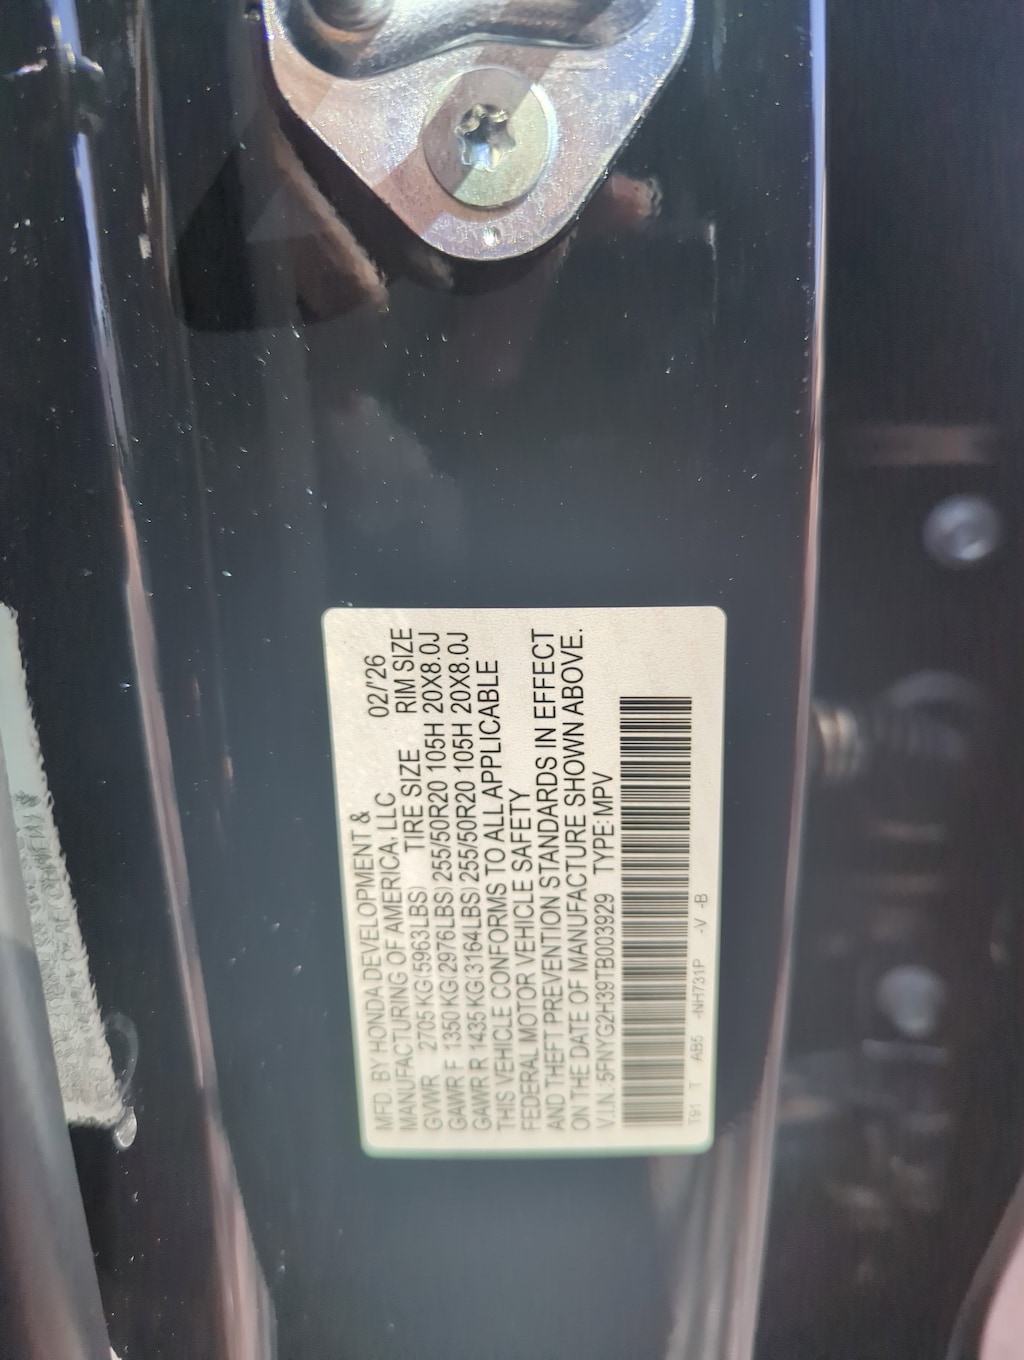 MFD. BY HONDA DEVELOPMENT &
MANUFACTURING OF AMERICA, LLC 02/'26
GVWR 2705 KG(5963LBS) TIRE SIZE RIM SIZE
GAWR F 1350 KG(2976LBS) 255/50R20 105H 20X8.0J
GAWR R 1435 KG(3164LBS) 255/50R20 105H 20X8.0J
THIS VEHICLE CONFORMS TO ALL APPLICABLE
FEDERAL MOTOR VEHICLE SAFETY
AND THEFT PREVENTION STANDARDS IN EFFECT
ON THE DATE OF MANUFACTURE SHOWN ABOVE.
V.I.N. 5FNYG2H39TB003929 TYPE:MPV
T91 T AB5 -NH731P -V -B